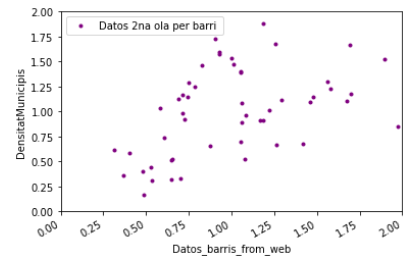 2.00
1.75
1.50
1.25
1.00
0.75
0.50
0.25
0.00
DensitatMunicipis
Datos 2na ola per barri
0.00 0.25 0.50 0.75 1.00 1.25 1.50 1.75 2.00
Datos_barris_from_web